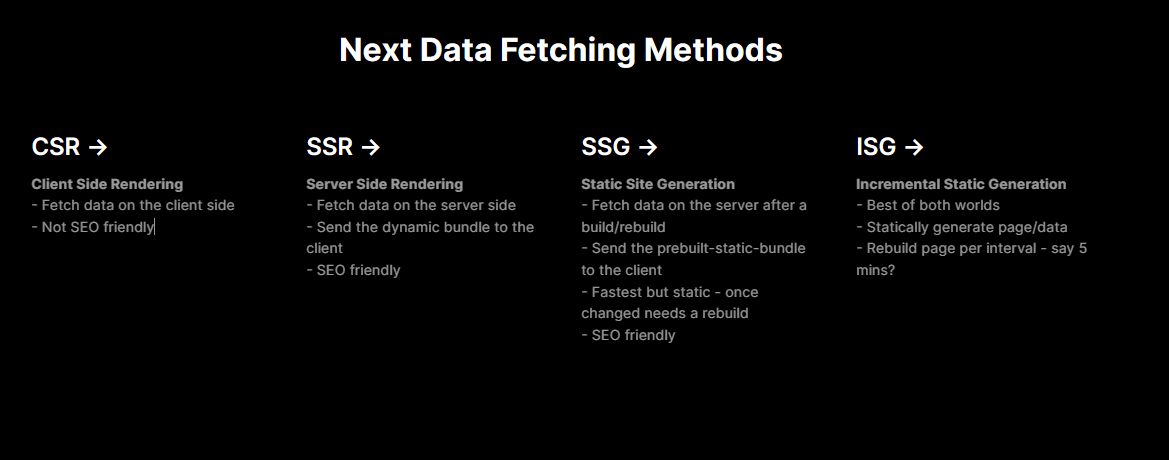 Next Data Fetching Methods
CSR →
Client Side Rendering
- Fetch data on the client side
- Not SEO friendly
SSR →
Server Side Rendering
- Fetch data on the server side
- Send the dynamic bundle to the
client
- SEO friendly
SSG →
Static Site Generation
- Fetch data on the server after a
build/rebuild
- Send the prebuilt-static-bundle
to the client
- Fastest but static - once
changed needs a rebuild
- SEO friendly
ISG →
Incremental Static Generation
- Best of both worlds
- Statically generate page/data
- Rebuild page per interval - say 5
mins?